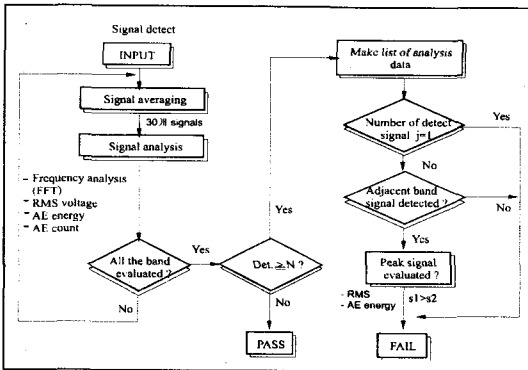 Signal detect
INPUT
Signal averaging
30개 signals
Signal analysis
- Frequency analysis
(FFT)
- RMS voltage
- AE energy
- AE count
All the band
evaluated ?
Yes
No
Det. ≥N ?
Yes
No
PASS
Make list of analysis
data
Number of detect
signal j=1
Yes
No
Adjacent band
signal detected ?
No
Yes
Peak signal
evaluated ?
- RMS
- AE energy
s1>s2
FAIL